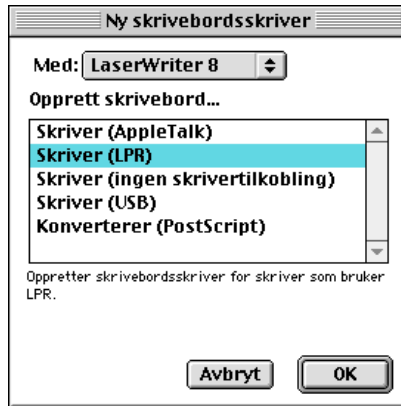 Ny skrivebordsskriver
Med: LaserWriter 8
Opprett skrivebord...
Skriver (AppleTalk)
Skriver (LPR)
Skriver (ingen skrivertilkobling)
Skriver (USB)
Konverterer (PostScript)
Oppretter skrivebordsskriver for skriver som bruker
LPR.
Avbryt OK